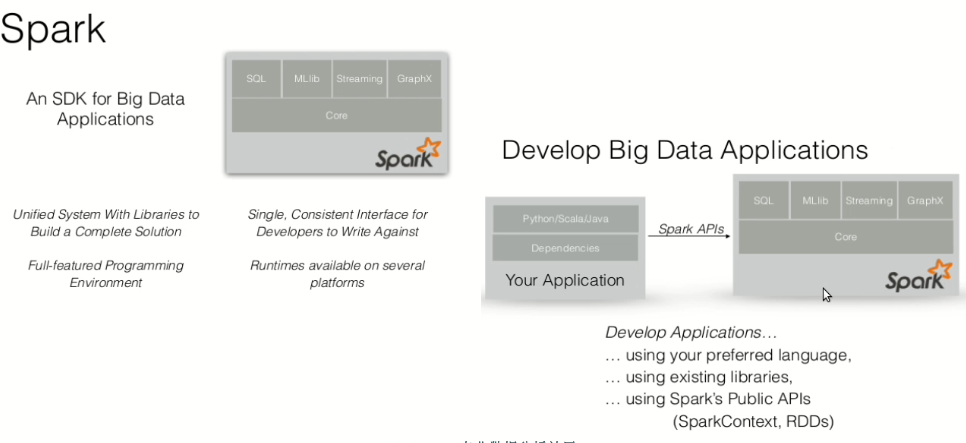 Spark
An SDK for Big Data
Applications
SQL
MLlib
Streaming
GraphX
Core
Spark
Unified System With Libraries to
Build a Complete Solution
Full-featured Programming
Environment
Single, Consistent Interface for
Developers to Write Against
Runtimes available on several
platforms
Develop Big Data Applications
Python/Scala/Java
Dependencies
Your Application
Spark APIs
SQL
MLlib
Streaming
GraphX
Core
Spark
Develop Applications…
… using your preferred language,
… using existing libraries,
… using Spark's Public APIs
(SparkContext, RDDs)